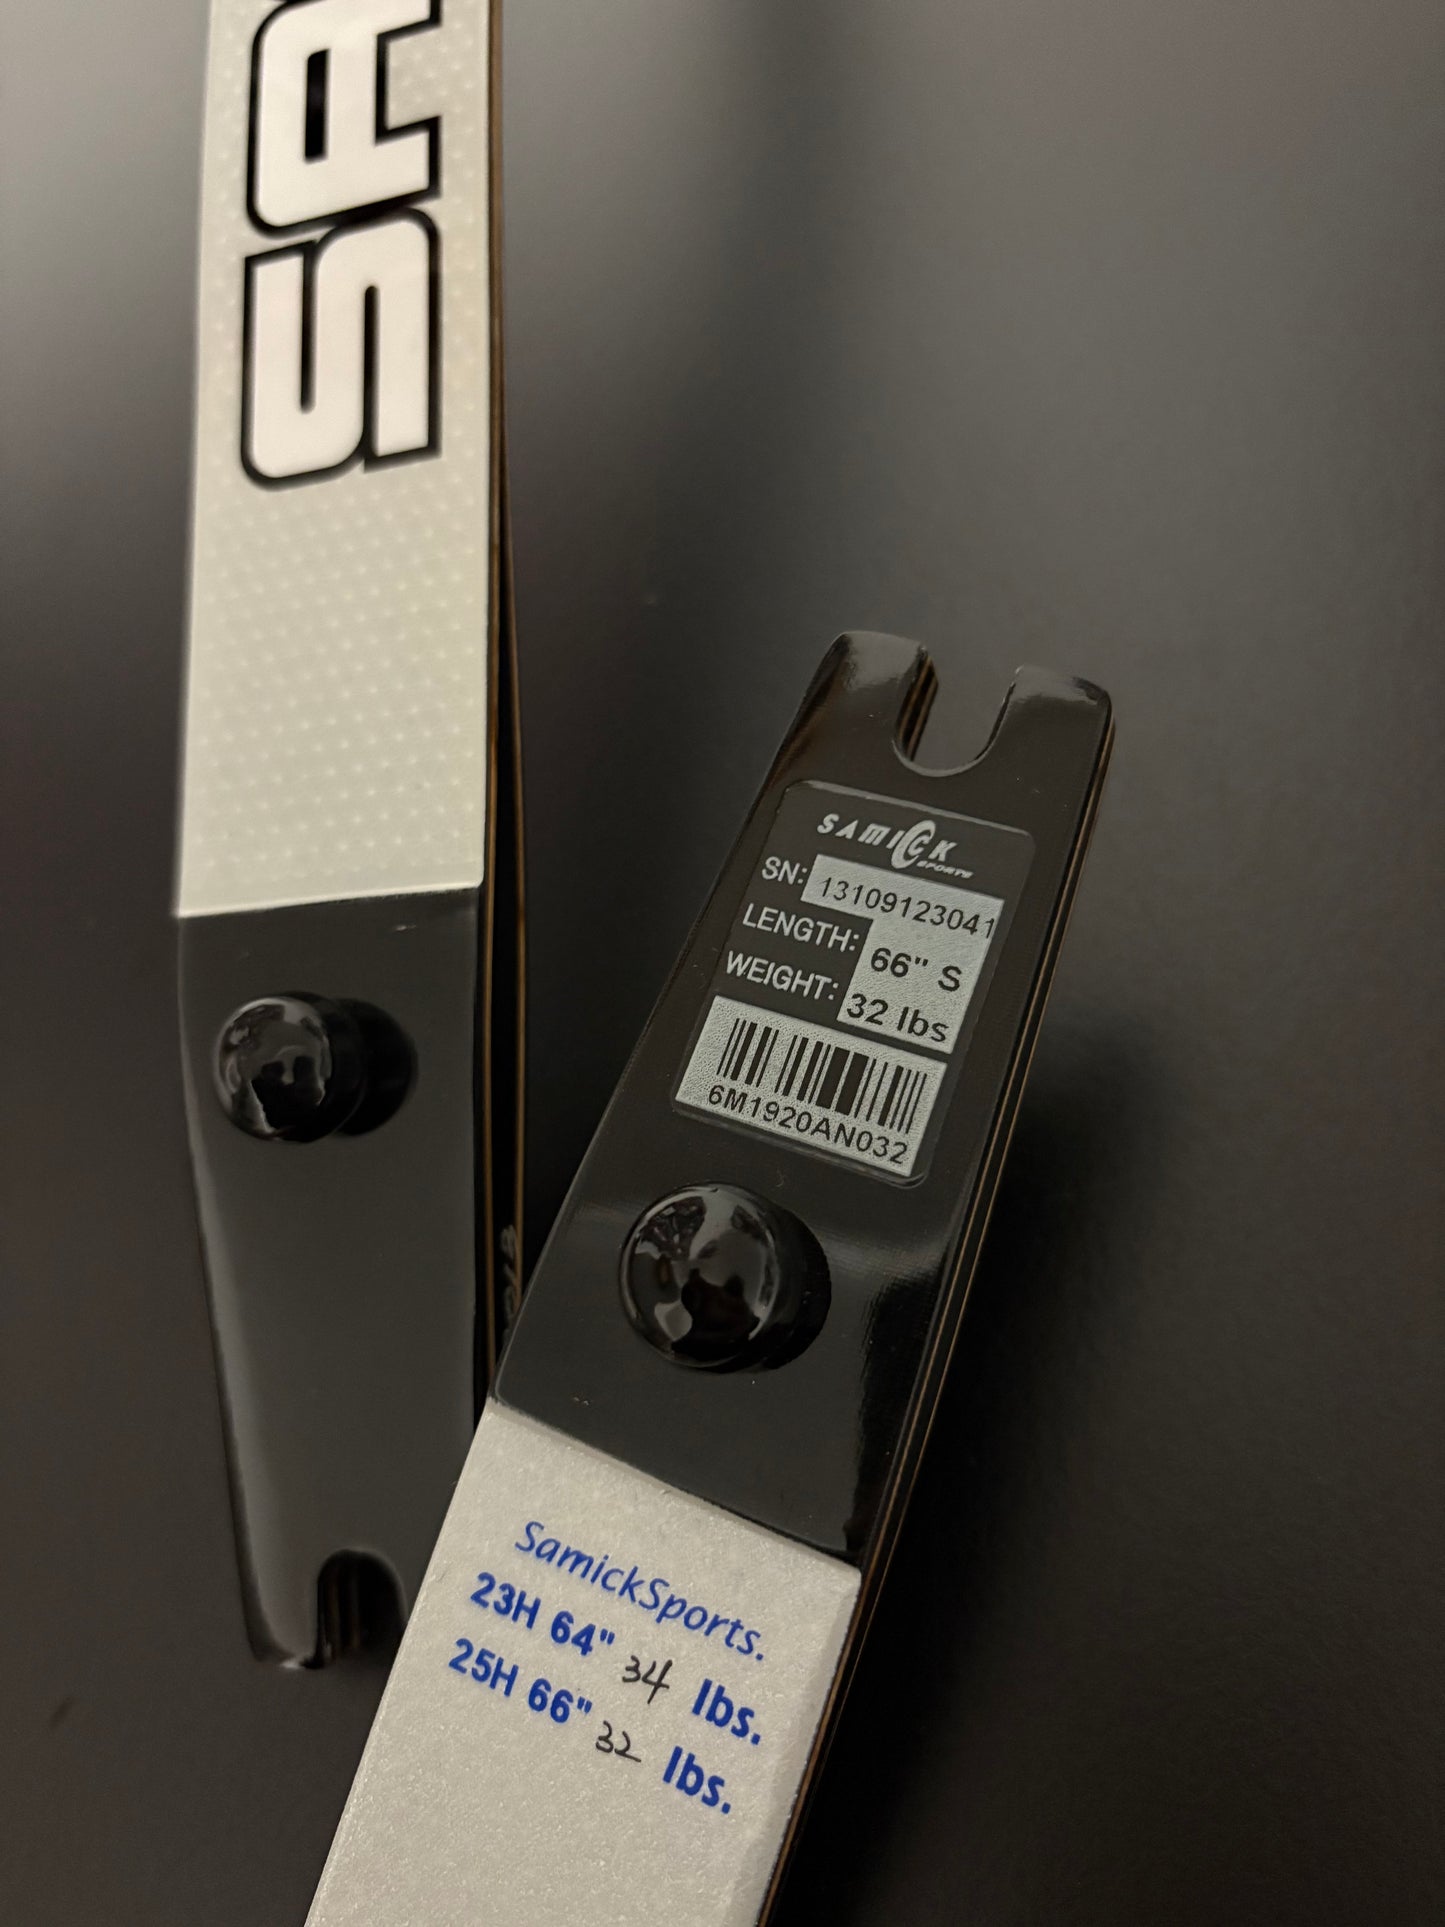 SA
SAMICK
SPORTS
SN: 13109123041
LENGTH: 66" S
WEIGHT: 32 lbs
6M1920AN032
SamickSports.
23H 64" 34 lbs.
25H 66" 32 lbs.